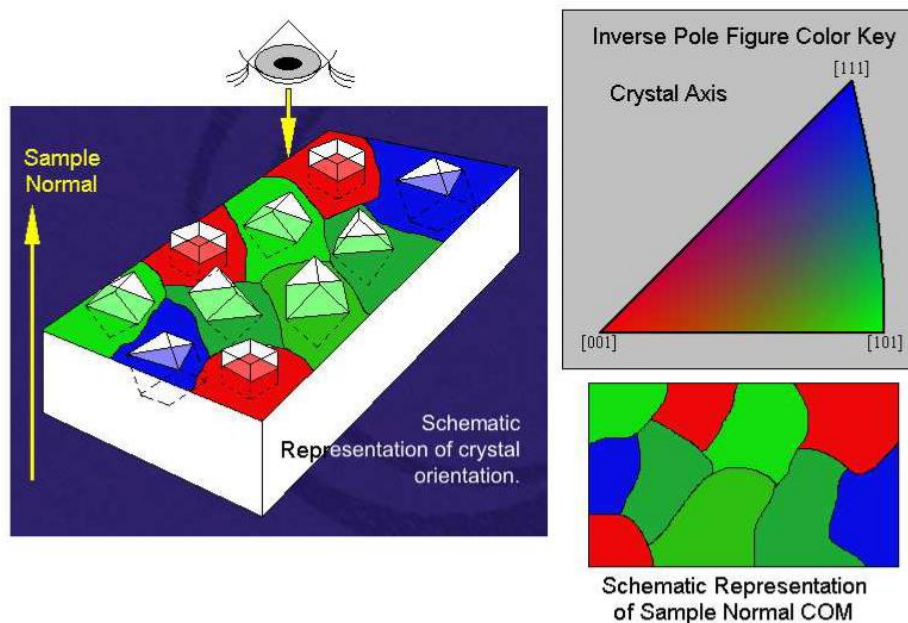 Sample
Normal
Schematic
Representation of crystal
orientation.
Inverse Pole Figure Color Key
[111]
Crystal Axis
[001]
[101]
Schematic Representation
of Sample Normal COM